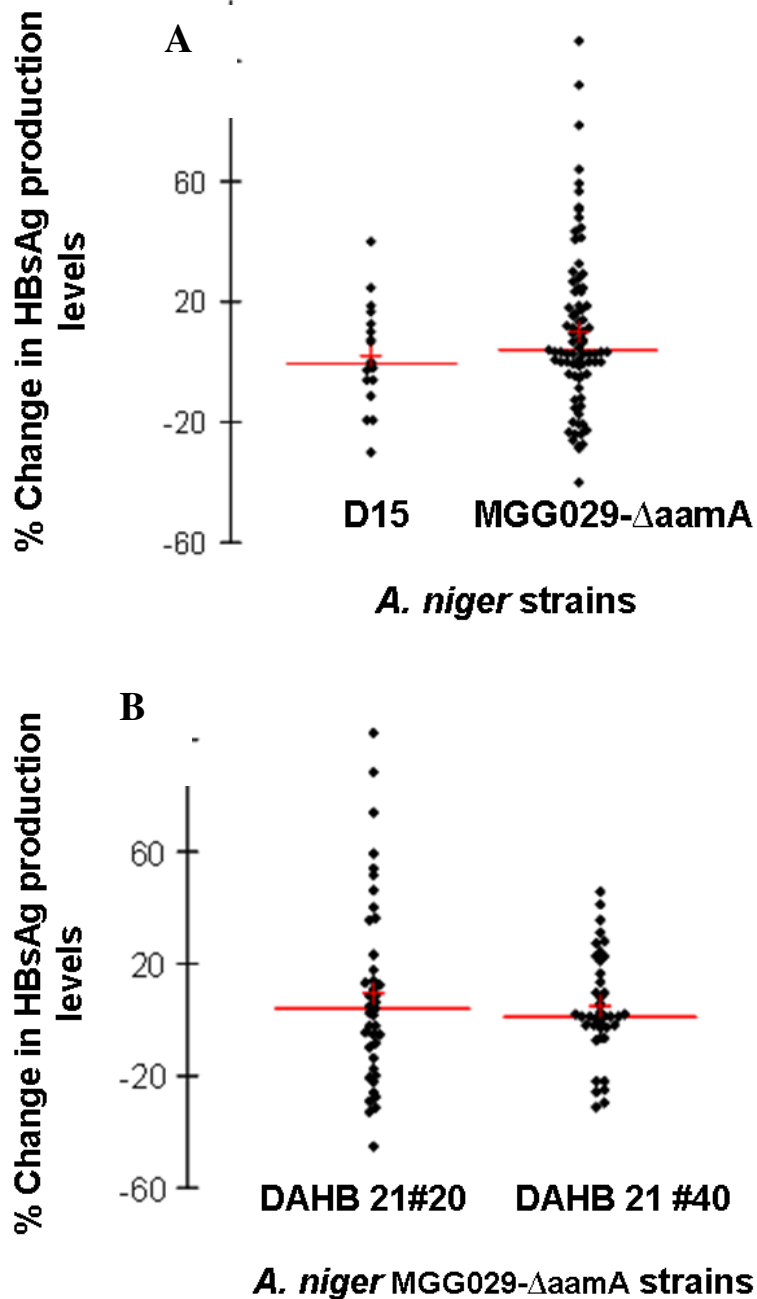 A
% Change in HBsAg production
levels
60
20
-20
-60
D15 MGG029-ΔaamA
A. niger strains
B
% Change in HBsAg production
levels
60
20
-20
-60
DAHB 21#20 DAHB 21 #40
A. niger MGG029-ΔaamA strains